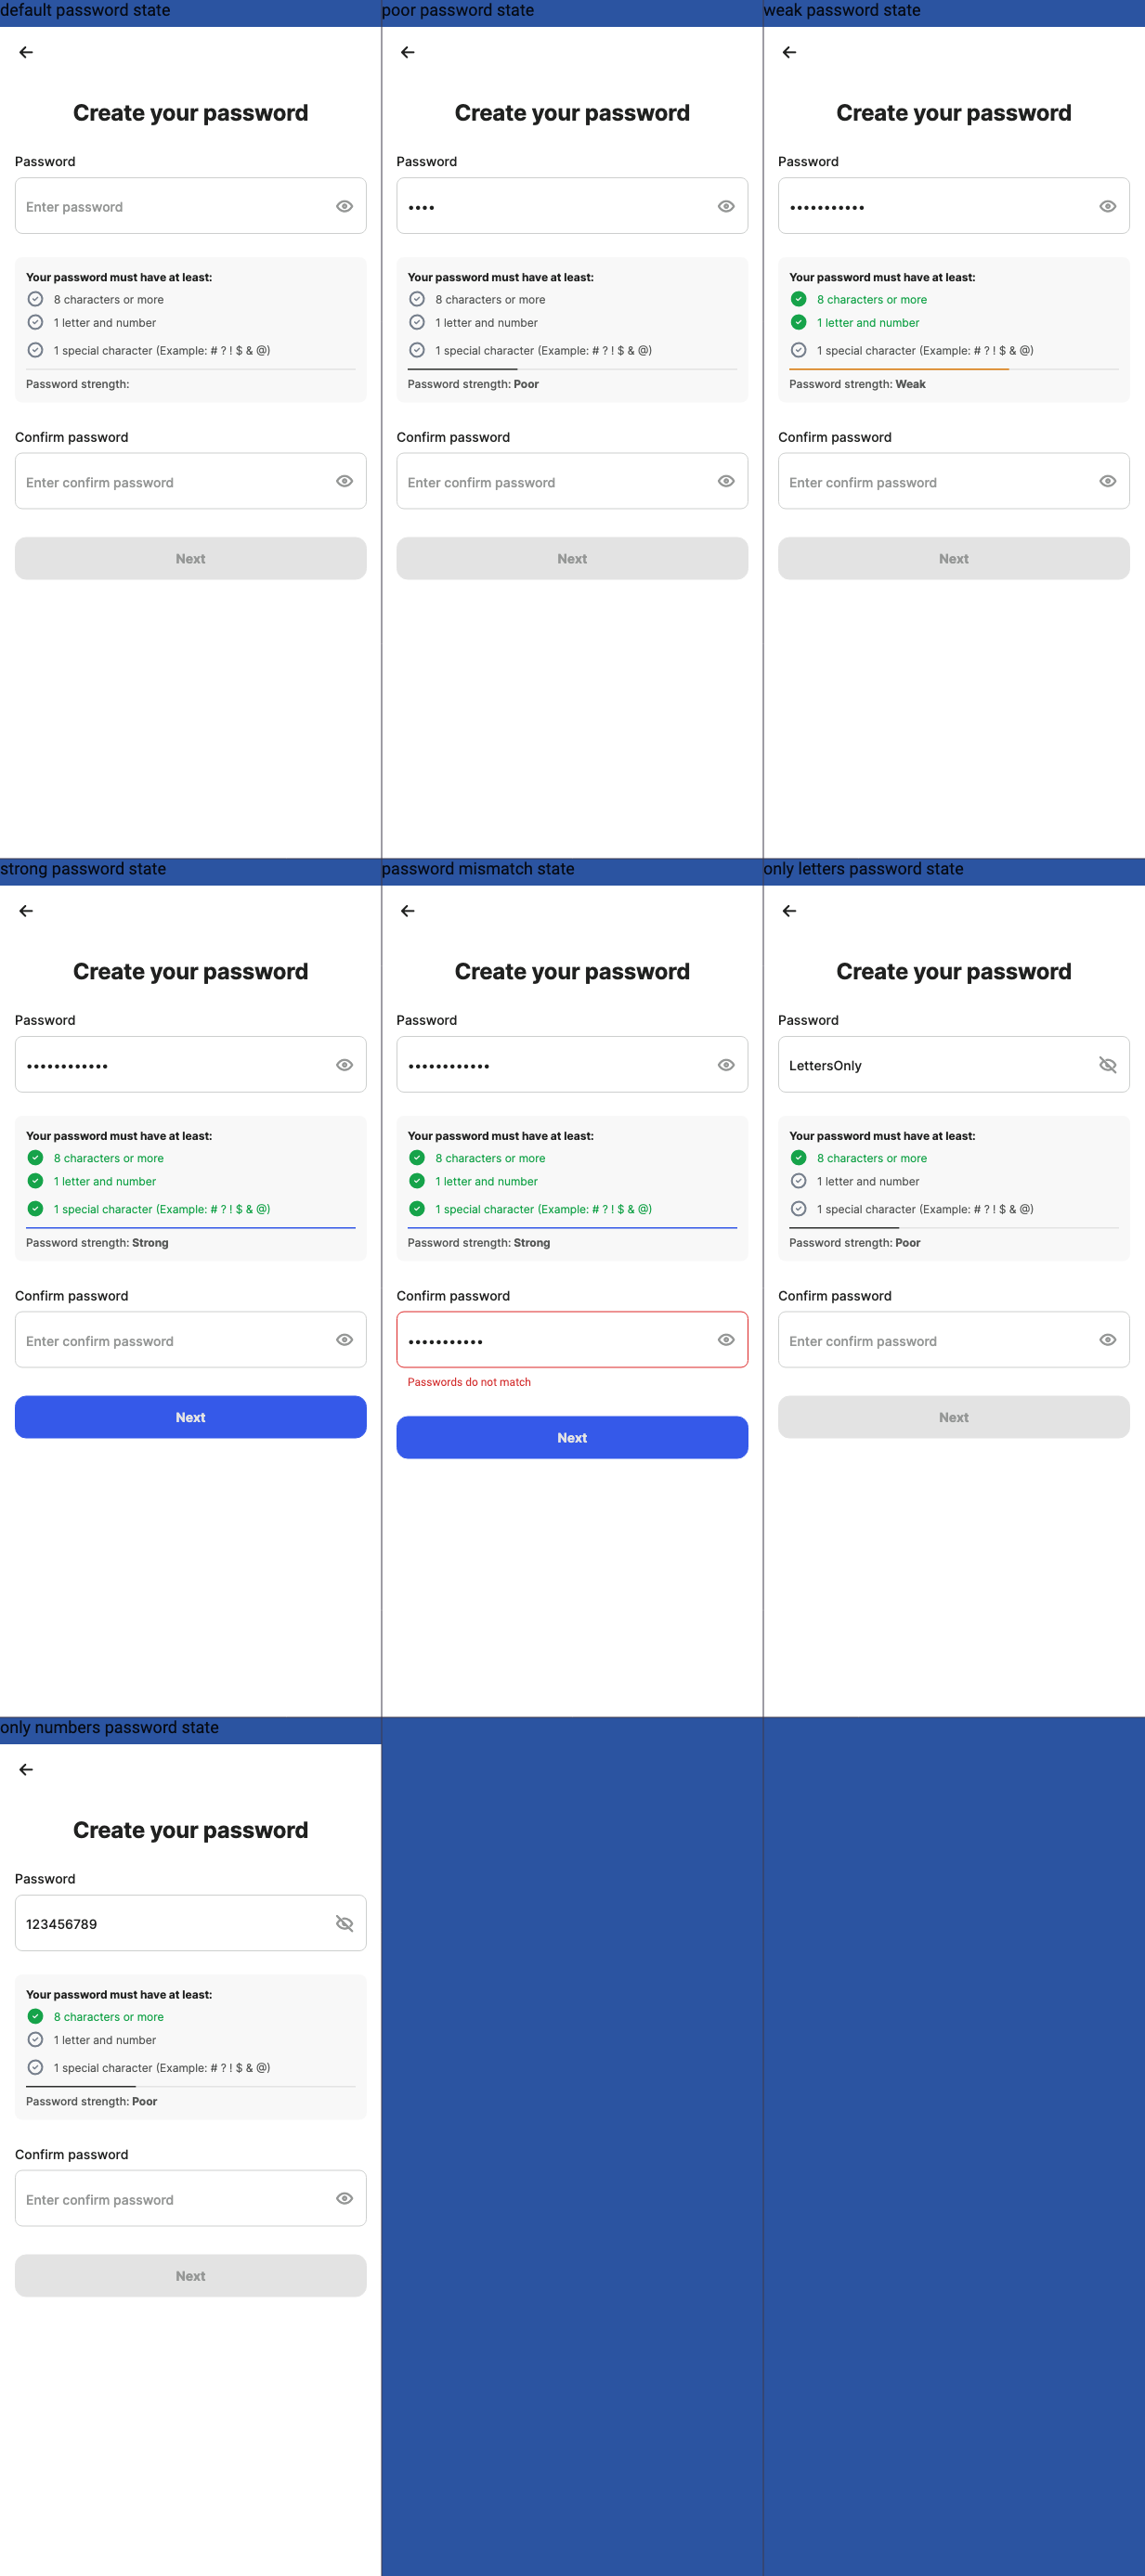 default password state
Create your password
Password
Enter password
Your password must have at least:
8 characters or more
1 letter and number
1 special character (Example: # ? ! $ & @)
Password strength:
Confirm password
Enter confirm password
Next
poor password state
Create your password
Password
••••
Your password must have at least:
8 characters or more
1 letter and number
1 special character (Example: # ? ! $ & @)
Password strength: Poor
Confirm password
Enter confirm password
Next
weak password state
Create your password
Password
•••••••••••
Your password must have at least:
8 characters or more
1 letter and number
1 special character (Example: # ? ! $ & @)
Password strength: Weak
Confirm password
Enter confirm password
Next
strong password state
Create your password
Password
••••••••••••
Your password must have at least:
8 characters or more
1 letter and number
1 special character (Example: # ? ! $ & @)
Password strength: Strong
Confirm password
Enter confirm password
Next
password mismatch state
Create your password
Password
••••••••••••
Your password must have at least:
8 characters or more
1 letter and number
1 special character (Example: # ? ! $ & @)
Password strength: Strong
Confirm password
•••••••••••
Passwords do not match
Next
only letters password state
Create your password
Password
LettersOnly
Your password must have at least:
8 characters or more
1 letter and number
1 special character (Example: # ? ! $ & @)
Password strength: Poor
Confirm password
Enter confirm password
Next
only numbers password state
Create your password
Password
123456789
Your password must have at least:
8 characters or more
1 letter and number
1 special character (Example: # ? ! $ & @)
Password strength: Poor
Confirm password
Enter confirm password
Next